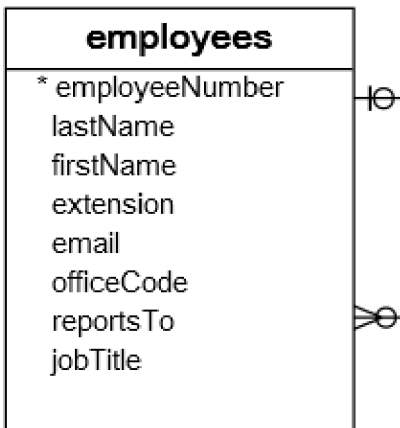 employees
* employeeNumber
lastName
firstName
extension
email
officeCode
reportsTo
jobTitle